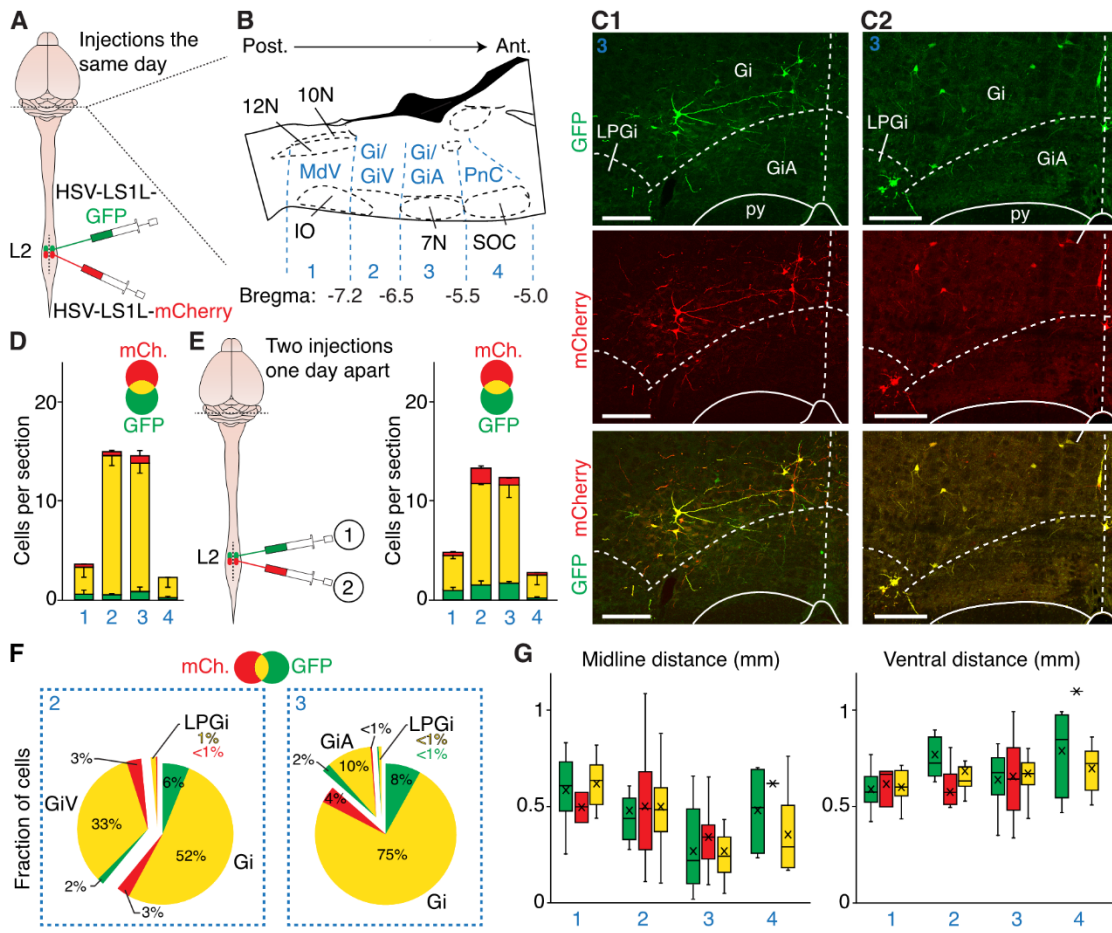 A
Injections the
same day
HSV-LS1L-
GFP
L2
HSV-LS1L-mCherry
B
Post.
Ant.
12N
10N
MdV
Gi/
GiV
Gi/
GiA
PnC
IO
7N
SOC
1
2
3
4
Bregma:
-7.2
-6.5
-5.5
-5.0
C1
C2
GFP
3
Gi
LPGi
GiA
py
3
Gi
LPGi
GiA
py
mCherry
mCherry
GFP
D
mCh.
GFP
Cells per section
20
10
0
1
2
3
4
E
Two injections
one day apart
L2
1
2
mCh.
GFP
Cells per section
20
10
0
1
2
3
4
F
mCh.
GFP
Fraction of cells
2
LPGi
1%
<1%
3%
6%
GiV
33%
52%
Gi
2%
3%
3
<1%
LPGi
<1%
<1%
GiA
2%
10%
8%
4%
75%
Gi
G
Midline distance (mm)
1
0.5
0
1
2
3
4
Ventral distance (mm)
1
0.5
0
1
2
3
4